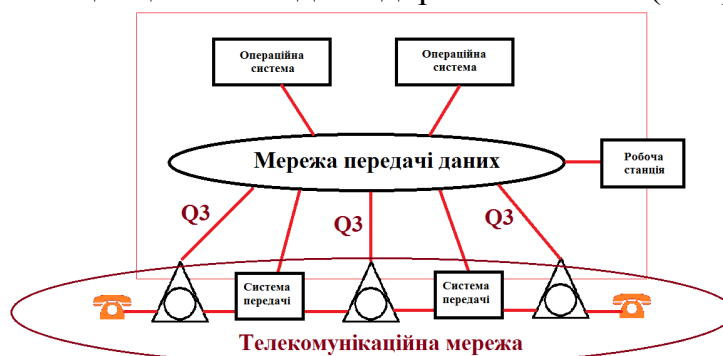 Операційна
система
Операційна
система
Мережа передачі даних
Робоча
станція
Q3
Q3
Q3
Система
передачі
Система
передачі
Телекомунікаційна мережа